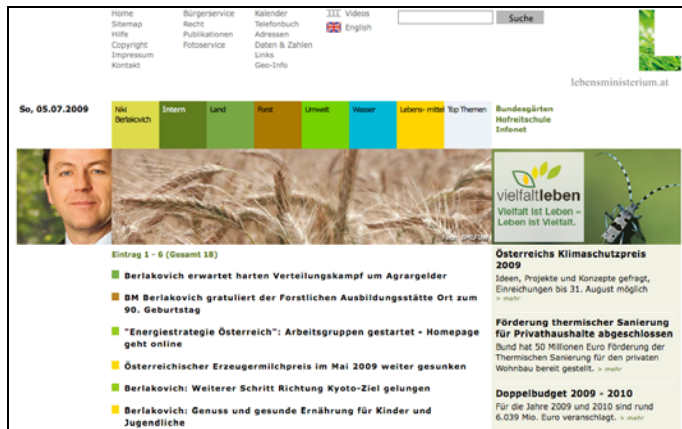 Home
Sitemap
Hilfe
Copyright
Impressum
Kontakt
Bürgerservice
Recht
Publikationen
Fotoservice
Kalender
Telefonbuch
Adressen
Daten & Zahlen
Links
Geo-Info
Videos
English
Suche
lebensministerium.at
So, 05.07.2009
Niki
Berlakovich
Intern
Land
Forst
Umwelt
Wasser
Lebens- mittel
Top Themen
Bundesgärten
Hofreitschule
Infonet
vielfaltleben
Vielfalt ist Leben –
Leben ist Vielfalt.
Eintrag 1 - 6 (Gesamt 18)
Berlakovich erwartet harten Verteilungskampf um Agrargelder
BM Berlakovich gratuliert der Forstlichen Ausbildungsstätte Ort zum
90. Geburtstag
"Energiestrategie Österreich": Arbeitsgruppen gestartet - Homepage
geht online
Österreichischer Erzeugermilchpreis im Mai 2009 weiter gesunken
Berlakovich: Weiterer Schritt Richtung Kyoto-Ziel gelungen
Berlakovich: Genuss und gesunde Ernährung für Kinder und
Jugendliche
Österreichs Klimaschutzpreis
2009
Ideen, Projekte und Konzepte gefragt,
Einreichungen bis 31. August möglich
> mehr
Förderung thermischer Sanierung
für Privathaushalte abgeschlossen
Bund hat 50 Millionen Euro Förderung der
Thermischen Sanierung für den privaten
Wohnbau bereit gestellt. > mehr
Doppelbudget 2009 - 2010
Für die Jahre 2009 und 2010 sind rund
6.039 Mio. Euro veranschlagt. > mehr